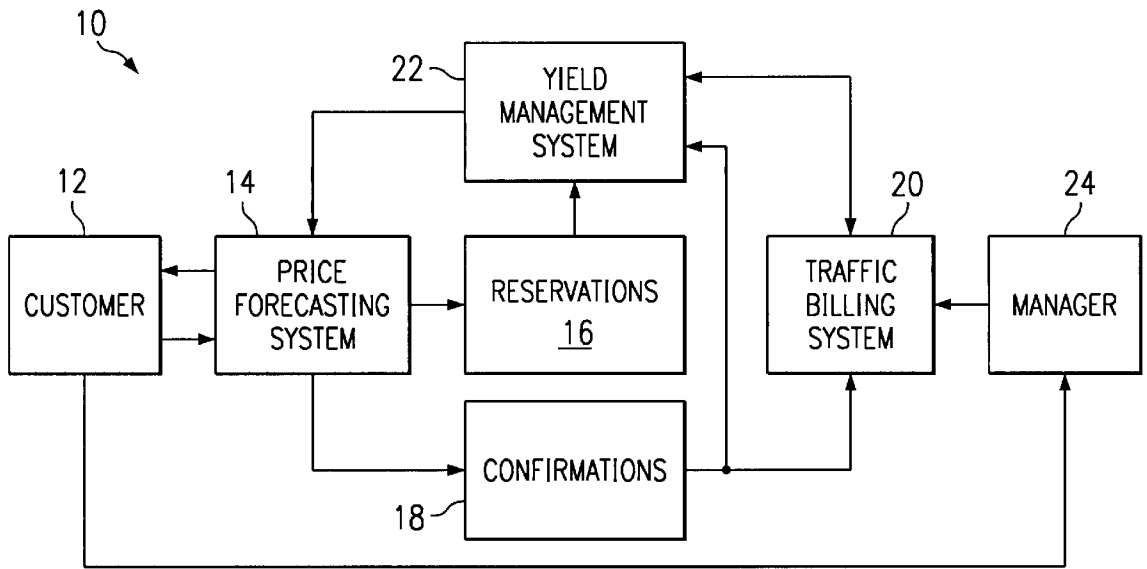 10
22
YIELD
MANAGEMENT
SYSTEM
12
CUSTOMER
14
PRICE
FORECASTING
SYSTEM
RESERVATIONS
16
20
TRAFFIC
BILLING
SYSTEM
24
MANAGER
CONFIRMATIONS
18